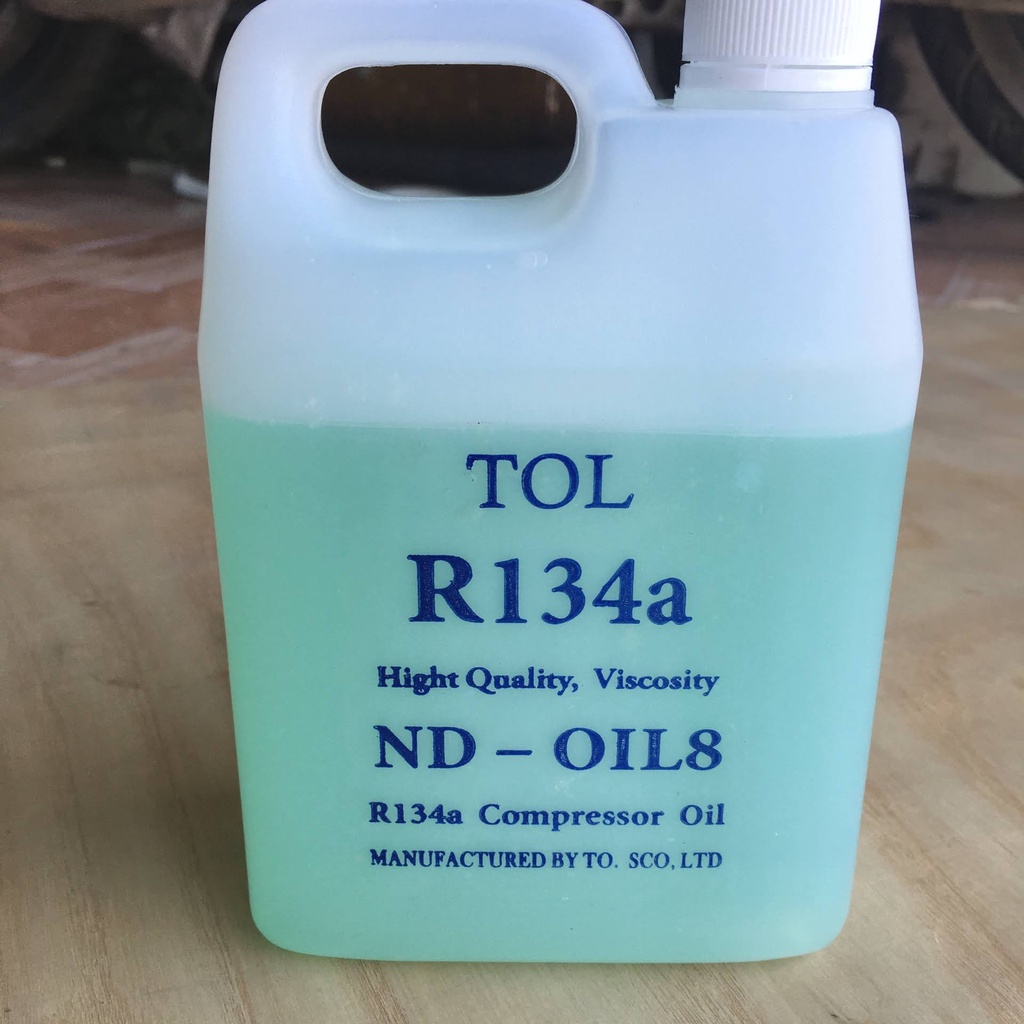 TOL
R134a
Hight Quality, Viscosity
ND – OIL8
R134a Compressor Oil
MANUFACTURED BY TO. SCO, LTD